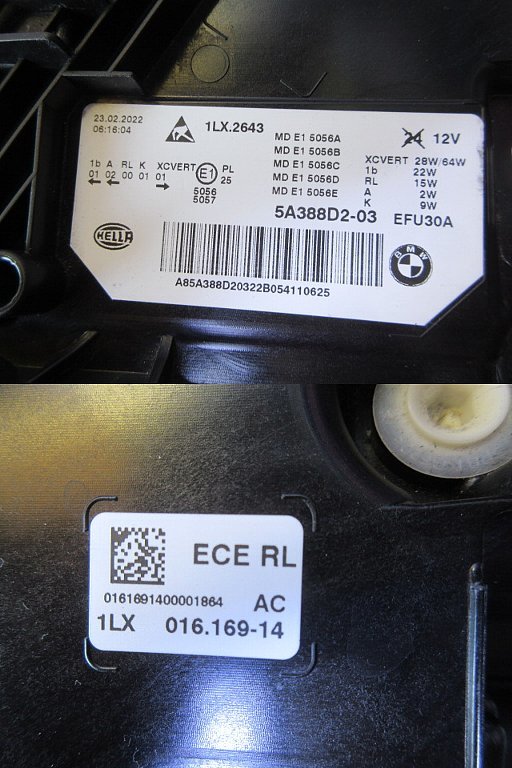 23.02.2022
06:16:04
1LX.2643
24 12V
MD E1 5056A
MD E1 5056B
MD E1 5056C
MD E1 5056D
MD E1 5056E
XCVERT 28W/64W
1b 22W
RL 15W
A 2W
K 9W
1b A RL K XCVERT
01 02 00 01 01
E1
PL
25
5056
5057
5A388D2-03 EFU30A
HELLA
BMW
A85A388D20322B054110625
ECE RL
0161691400001864 AC
1LX 016.169-14